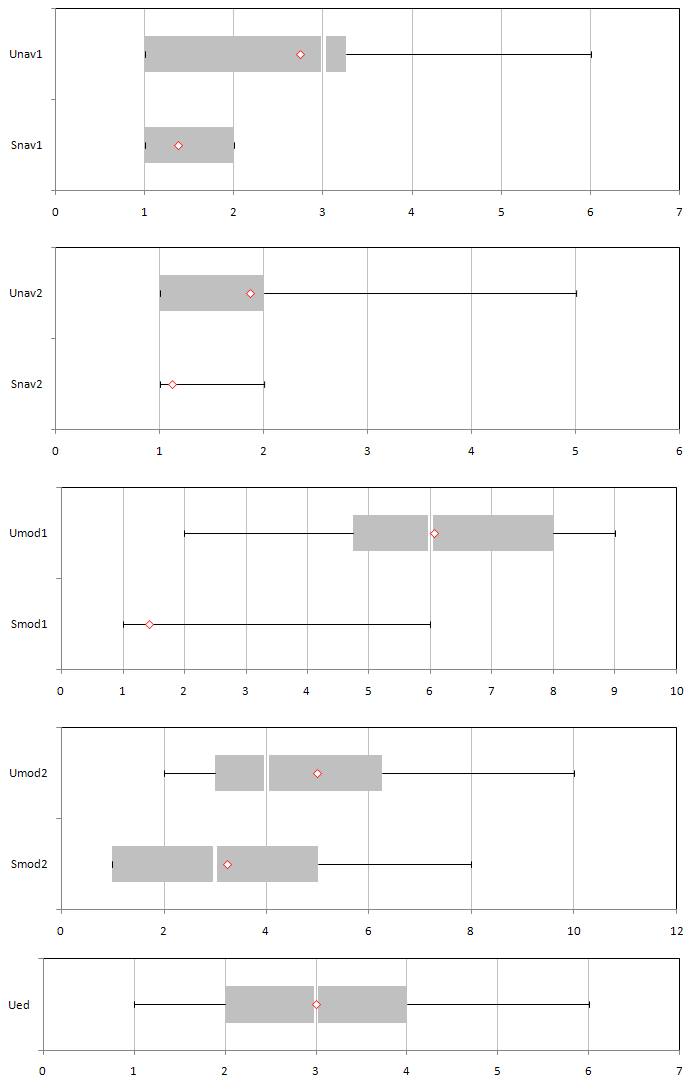 Unav1
Snav1
0 1 2 3 4 5 6 7
Unav2
Snav2
0 1 2 3 4 5 6
Umod1
Smod1
0 1 2 3 4 5 6 7 8 9 10
Umod2
Smod2
0 2 4 6 8 10 12
Ued
0 1 2 3 4 5 6 7